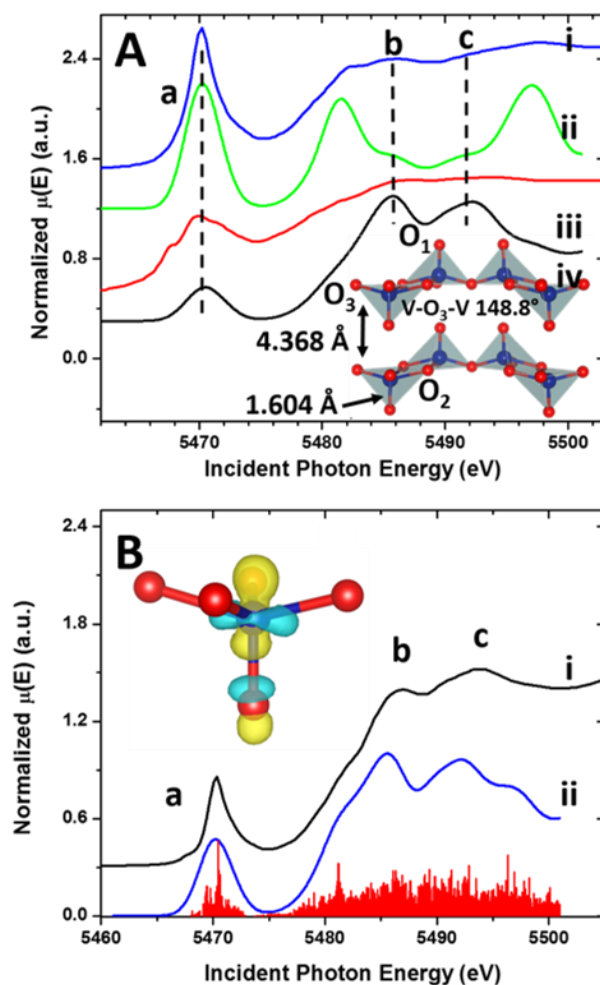 A
a
b
c
i
ii
iii
iv
Normalized μ(E) (a.u.)
2.4
1.6
0.8
0.0
O1
O3
V-O3-V 148.8°
4.368 Å
1.604 Å
O2
5470 5480 5490 5500
Incident Photon Energy (eV)
B
a
b
c
i
ii
Normalized μ(E) (a.u.)
2.4
1.8
1.2
0.6
0.0
5460 5470 5480 5490 5500
Incident Photon Energy (eV)